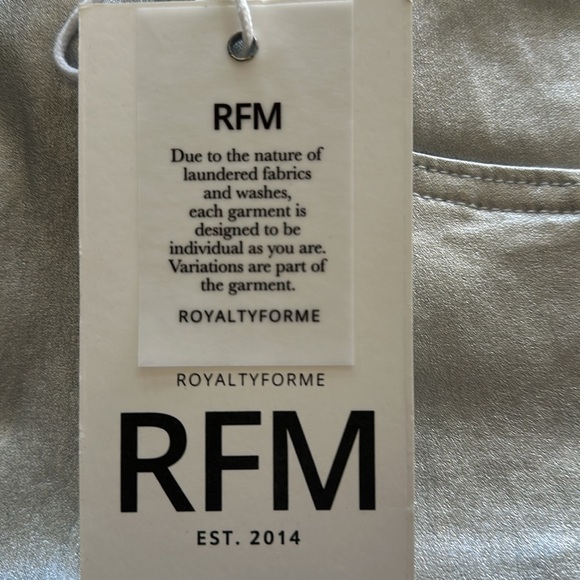 RFM
Due to the nature of
laundered fabrics
and washes,
each garment is
designed to be
individual as you are.
Variations are part of
the garment.
ROYALTYFORME
ROYALTYFORME
RFM
EST. 2014